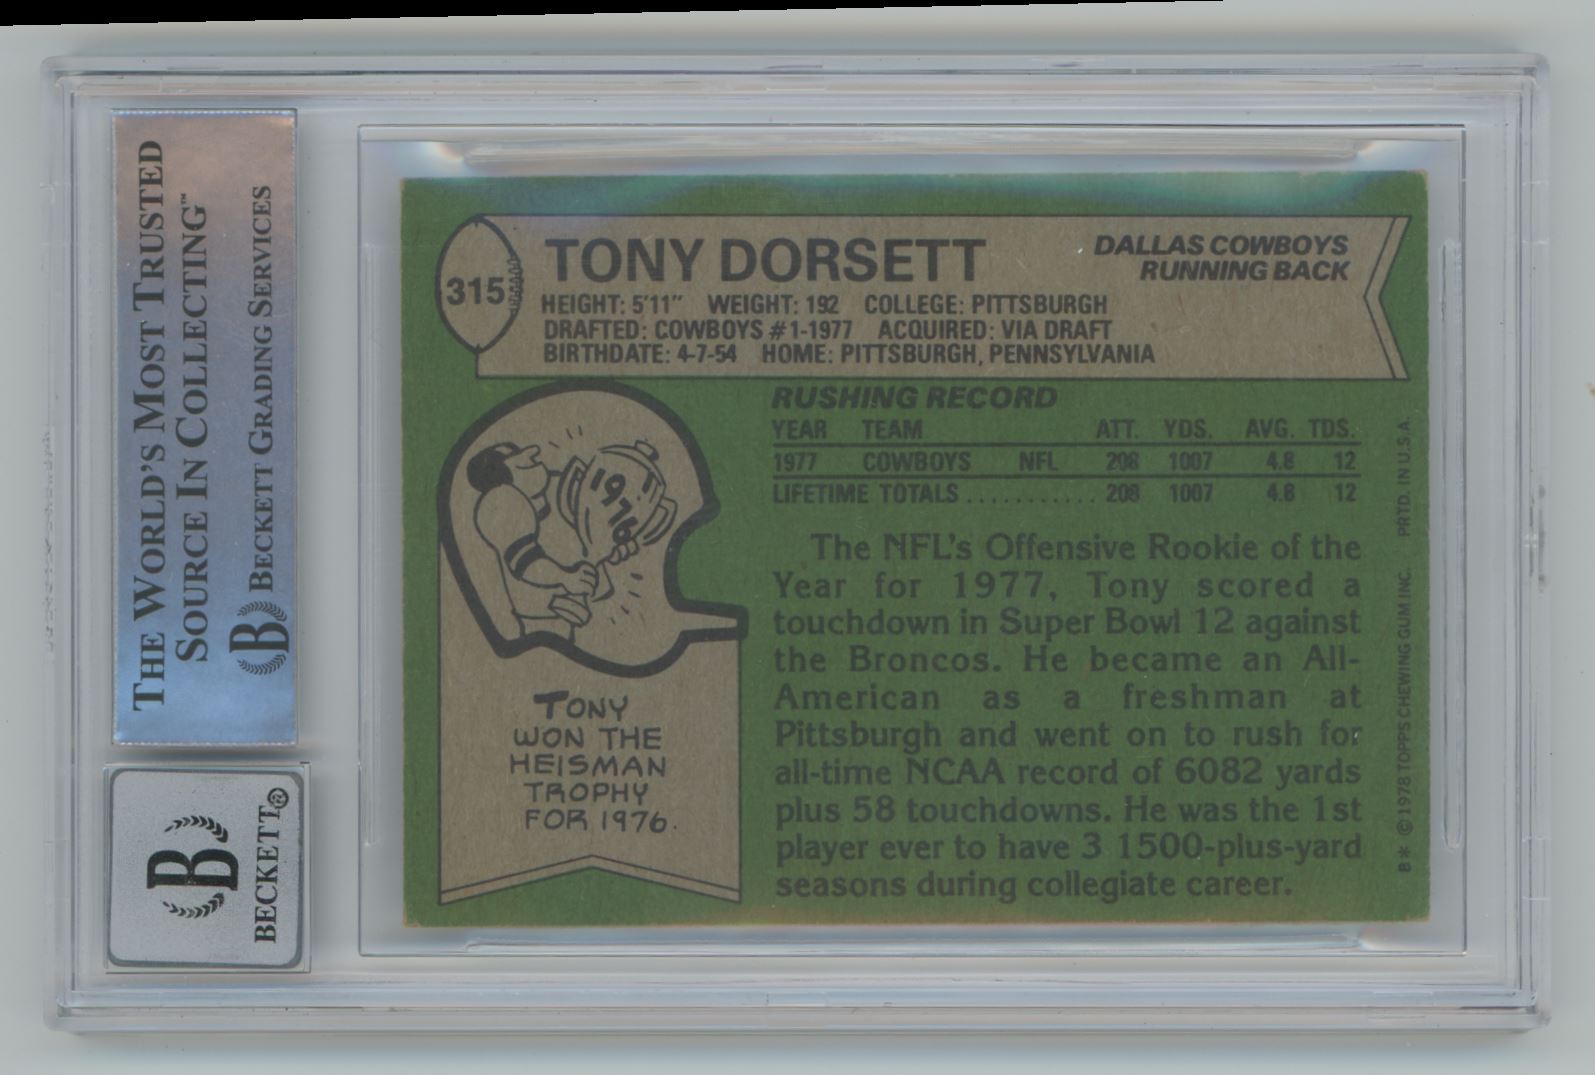 THE WORLD'S MOST TRUSTED
SOURCE IN COLLECTING™
B BECKETT GRADING SERVICES
B
BECKETT
315
TONY DORSETT
DALLAS COWBOYS
RUNNING BACK
HEIGHT: 5'11" WEIGHT: 192 COLLEGE: PITTSBURGH
DRAFTED: COWBOYS #1-1977 ACQUIRED: VIA DRAFT
BIRTHDATE: 4-7-54 HOME: PITTSBURGH, PENNSYLVANIA
1976
TONY
WON THE
HEISMAN
TROPHY
FOR 1976.
RUSHING RECORD
YEAR TEAM ATT. YDS. AVG. TDS.
1977 COWBOYS NFL 208 1007 4.8 12
LIFETIME TOTALS........... 208 1007 4.8 12
The NFL's Offensive Rookie of the
Year for 1977, Tony scored a
touchdown in Super Bowl 12 against
the Broncos. He became an All-
American as a freshman at
Pittsburgh and went on to rush for
all-time NCAA record of 6082 yards
plus 58 touchdowns. He was the 1st
player ever to have 3 1500-plus-yard
seasons during collegiate career.
B* © 1978 TOPPS CHEWING GUM INC. PRTD. IN U.S.A.